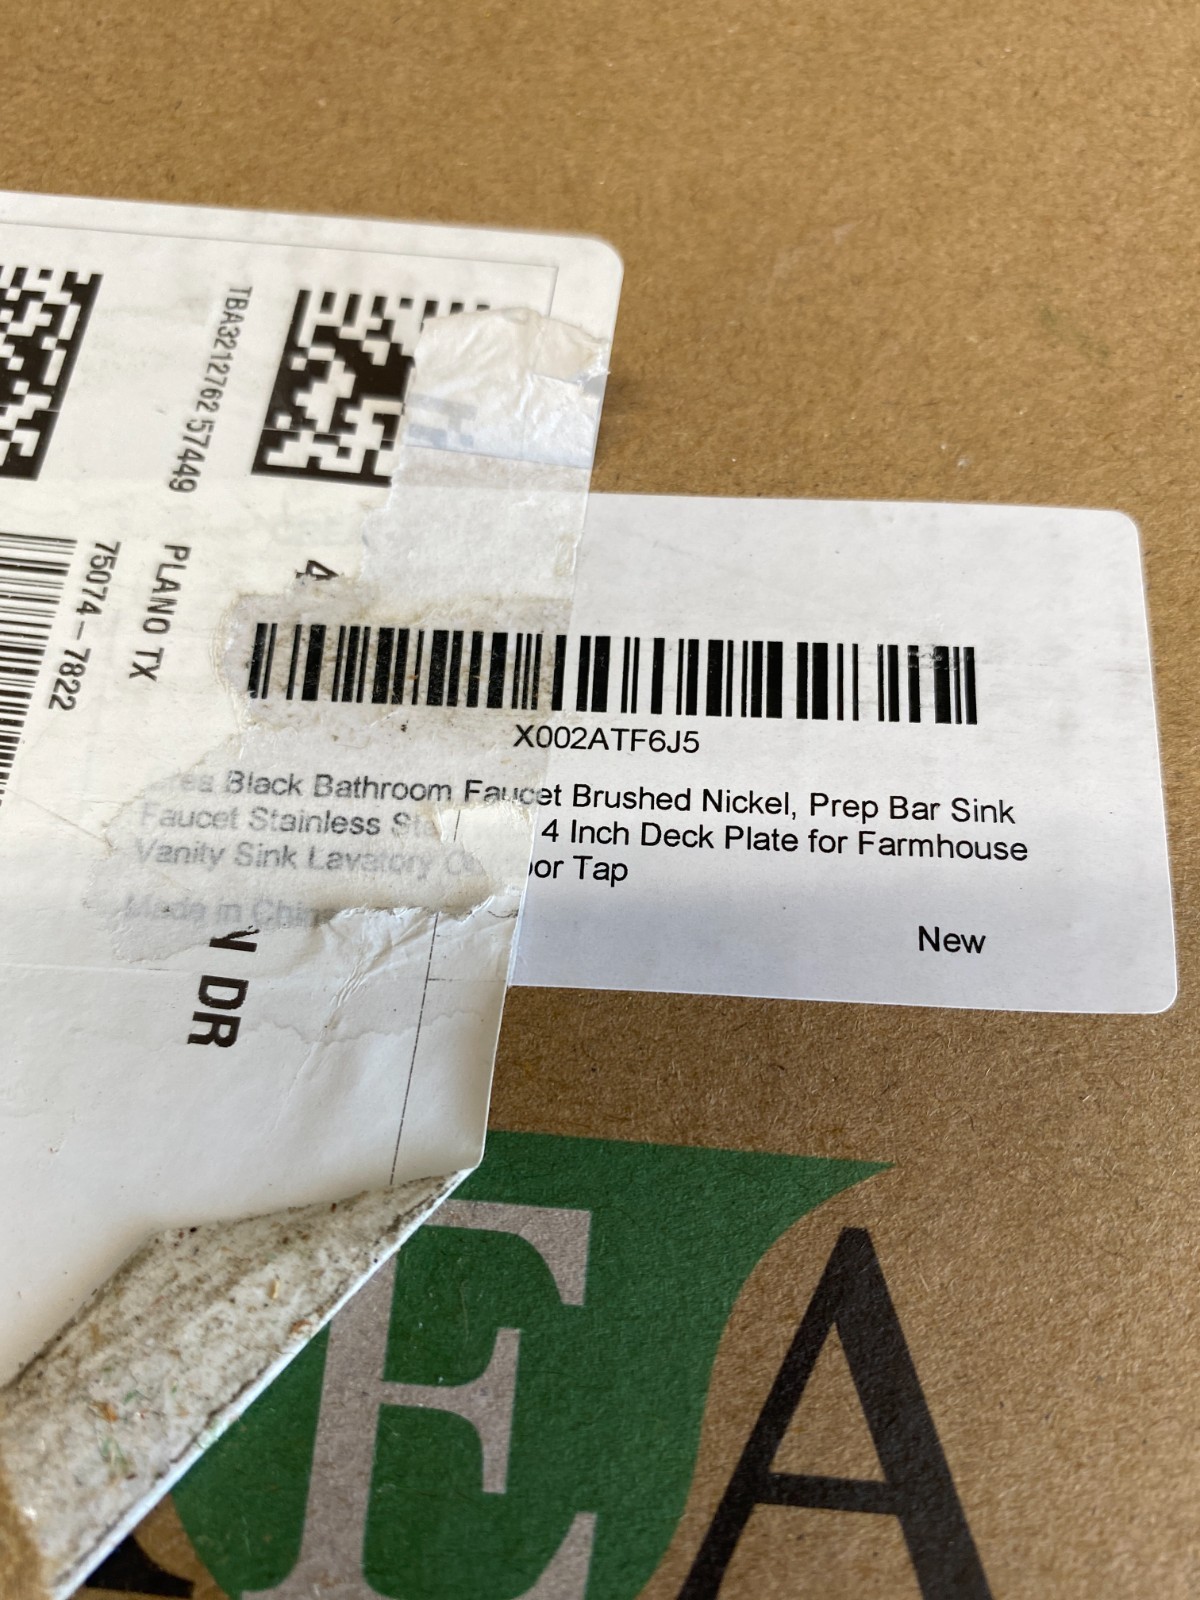 TBA321276257449
PLANO TX
75074-7822
4
DR
X002ATF6J5
Black Bathroom Faucet Brushed Nickel, Prep Bar Sink
Faucet Stainless 4 Inch Deck Plate for Farmhouse
Vanity Sink Lavatory Tap
Made in China
New
EA